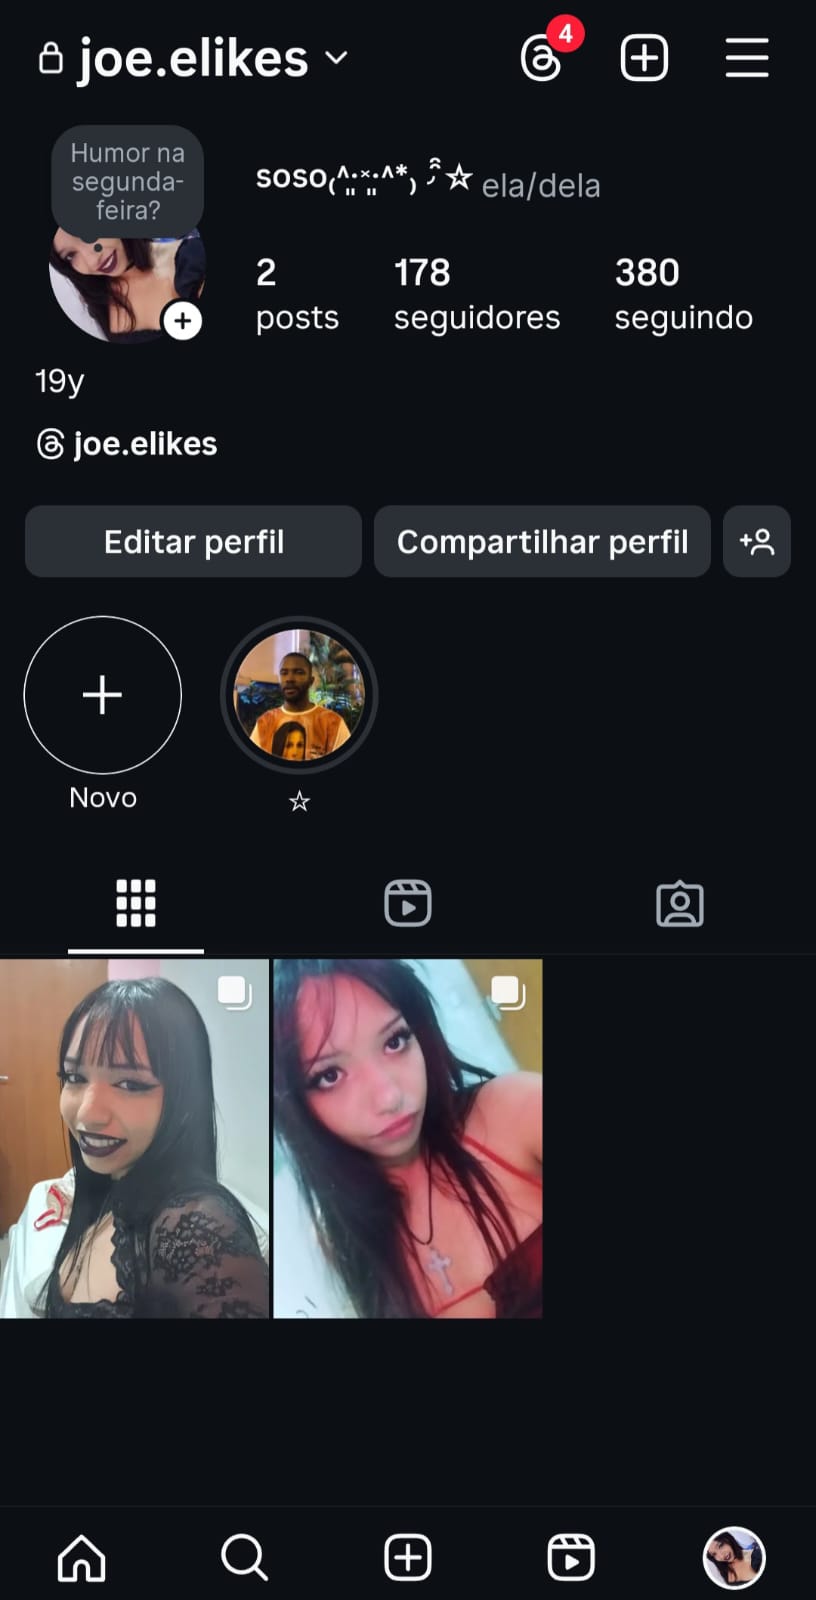 joe.elikes
4
Humor na
segunda-
feira?
soso₍^. .^₎ ☆ ela/dela
2 178 380
posts seguidores seguindo
19y
joe.elikes
Editar perfil
Compartilhar perfil
Novo
☆